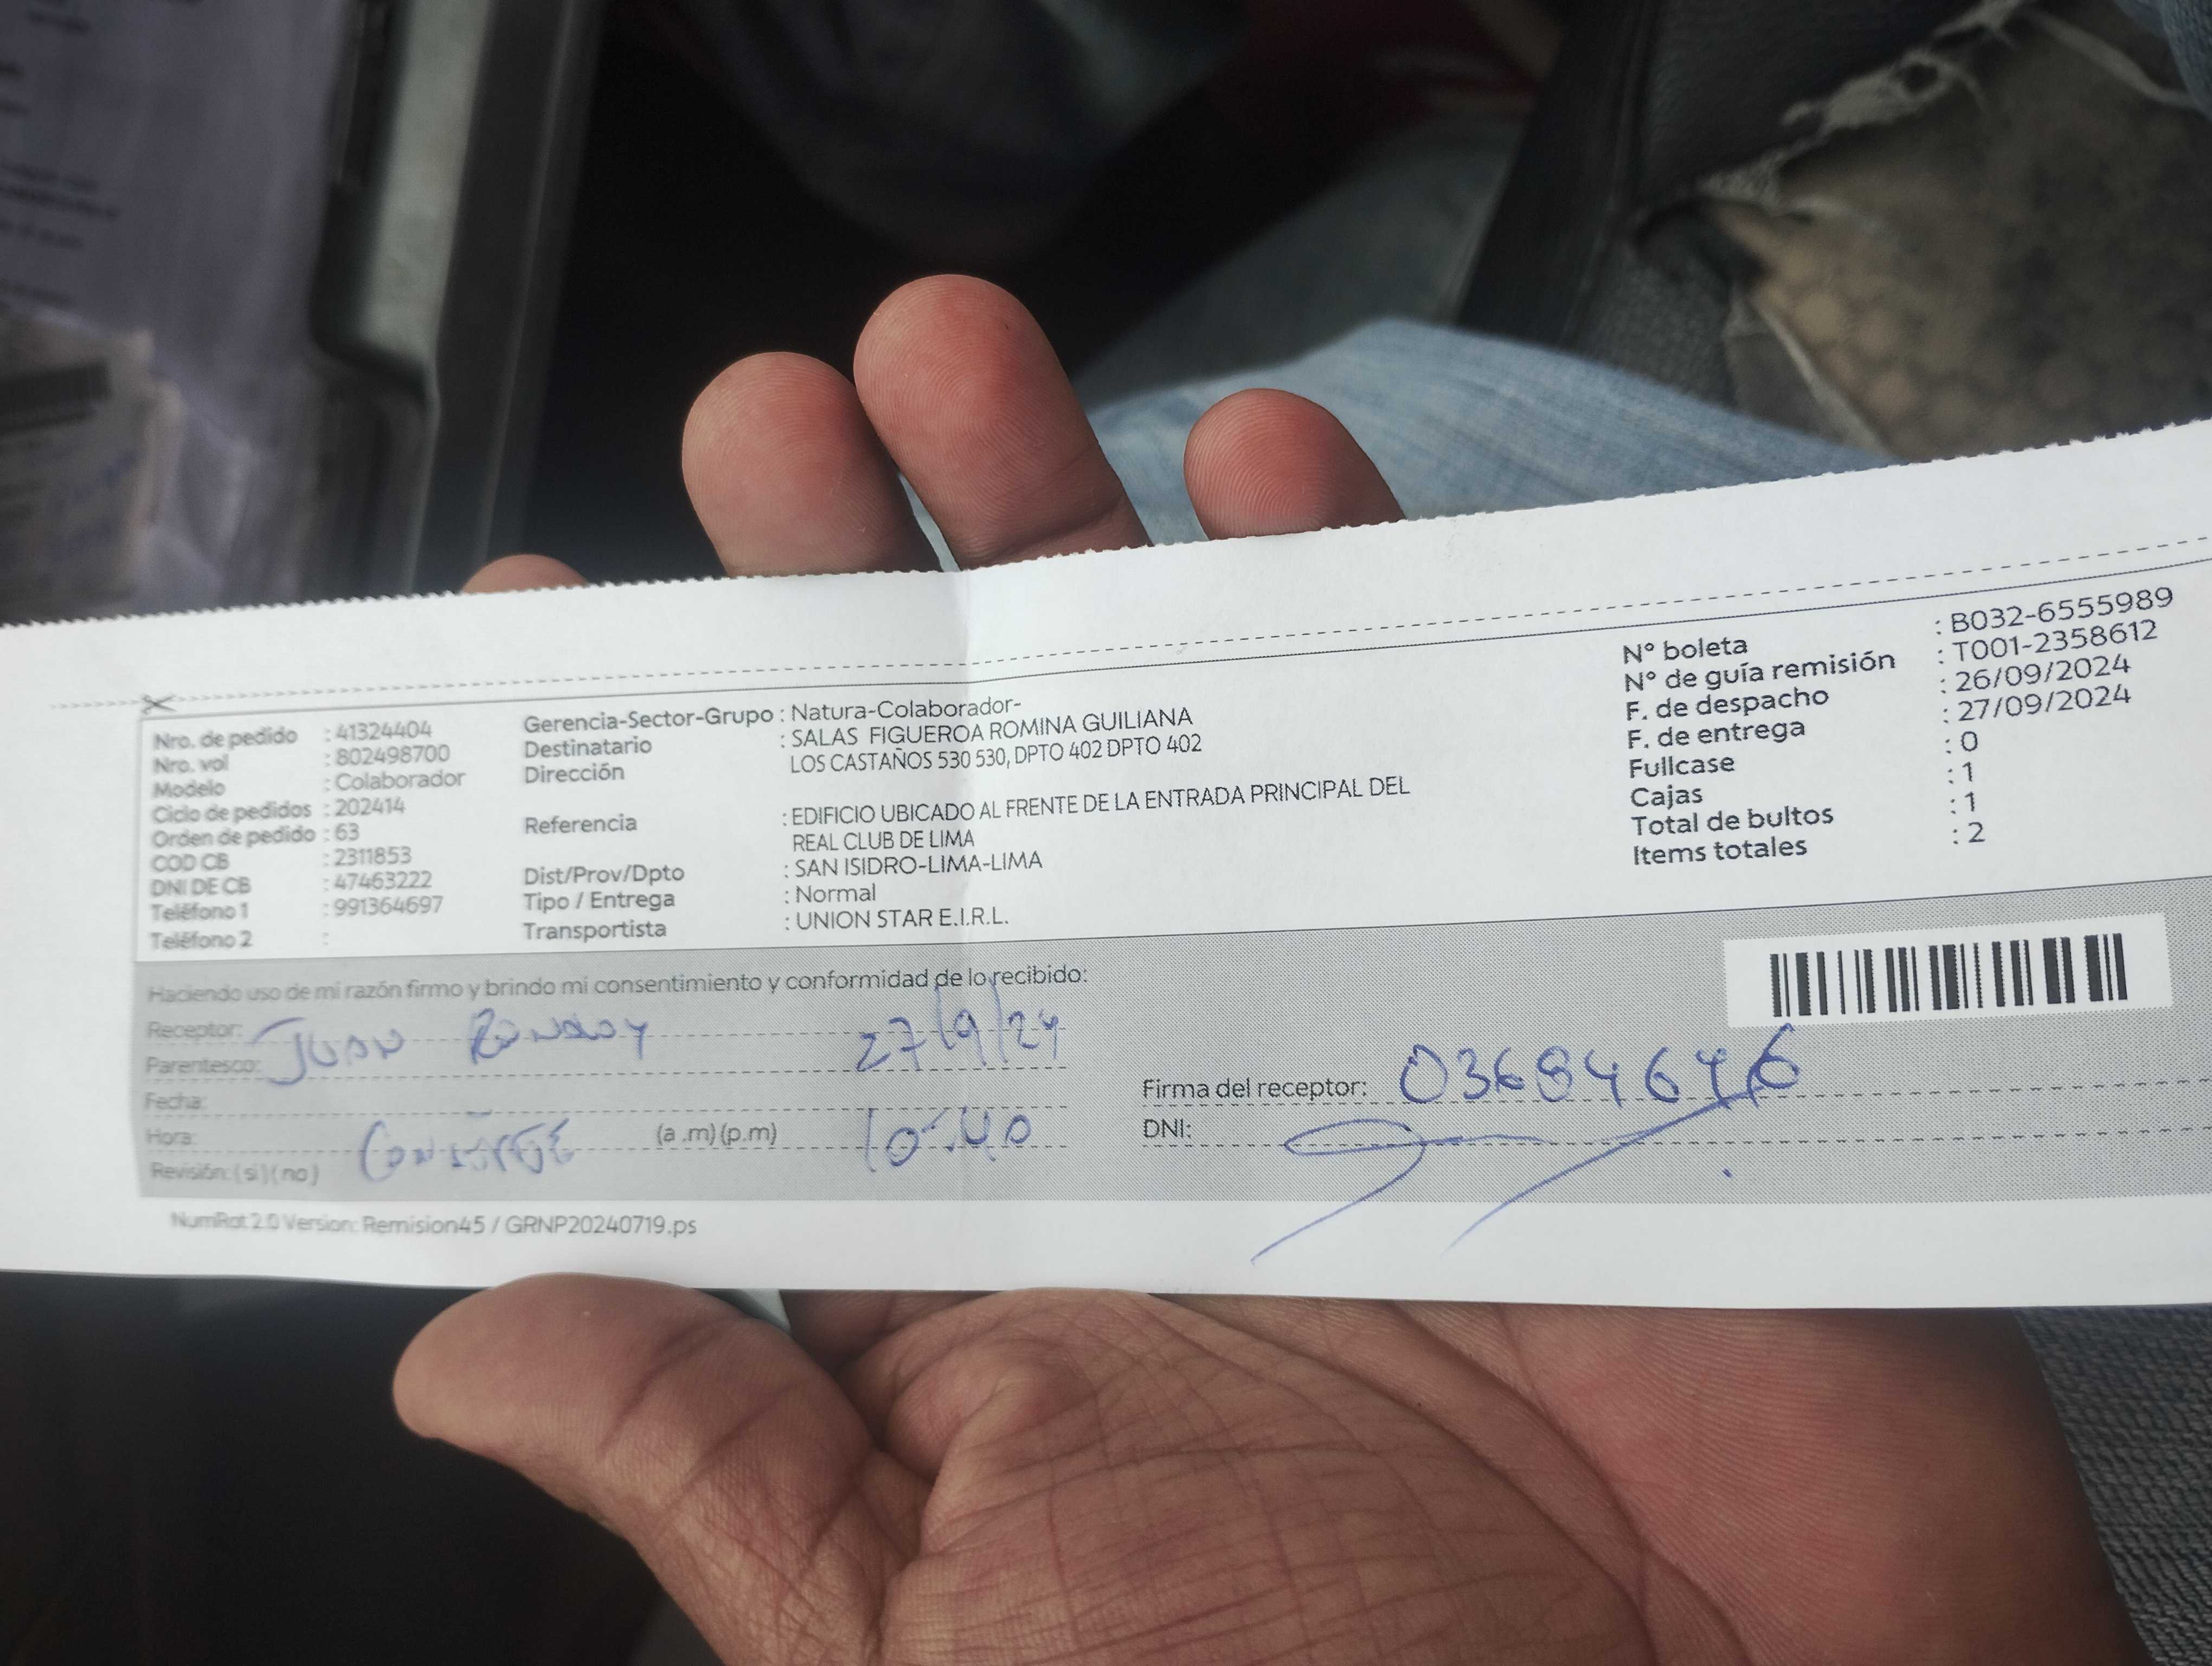 Nro. de pedido : 41324404
Nro. vol : 802498700
Modelo : Colaborador
Ciclo de pedidos : 202414
Orden de pedido : 63
COD CB : 2311853
DNI DE CB : 47463222
Teléfono 1 : 991364697
Teléfono 2 :
Gerencia-Sector-Grupo : Natura-Colaborador-
Destinatario : SALAS FIGUEROA ROMINA GUILIANA
Dirección LOS CASTAÑOS 530 530, DPTO 402 DPTO 402
Referencia : EDIFICIO UBICADO AL FRENTE DE LA ENTRADA PRINCIPAL DEL
REAL CLUB DE LIMA
Dist/Prov/Dpto : SAN ISIDRO-LIMA-LIMA
Tipo / Entrega : Normal
Transportista : UNION STAR E.I.R.L.
N° boleta : B032-6555989
N° de guía remisión : T001-2358612
F. de despacho : 26/09/2024
F. de entrega : 27/09/2024
Fullcase : 0
Cajas : 1
Total de bultos : 1
Items totales : 2
Haciendo uso de mi razón firmo y brindo mi consentimiento y conformidad de lo recibido:
Receptor:
JUAN 27/9/24
Parentesco:
Fecha:
Hora: (a .m) (p.m) 10:40
Revisión: ( si ) ( no )
Firma del receptor:
DNI:
NumRot 2.0 Version: Remision45 / GRNP20240719.ps